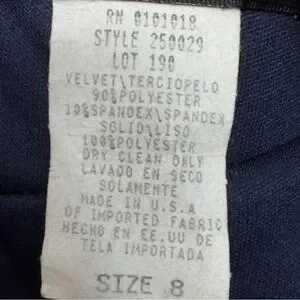 RN 0101018
STYLE 250029
LOT 190
VELVET\TERCIOPELO
90%POLYESTER
10%SPANDEX\SPANDEX
SOLID\LISO
100%POLYESTER
DRY CLEAN ONLY
LAVADO EN SECO
SOLAMENTE
MADE IN U.S.A
OF IMPORTED FABRIC
HECHO EN EE.UU DE
TELA IMPORTADA
SIZE 8